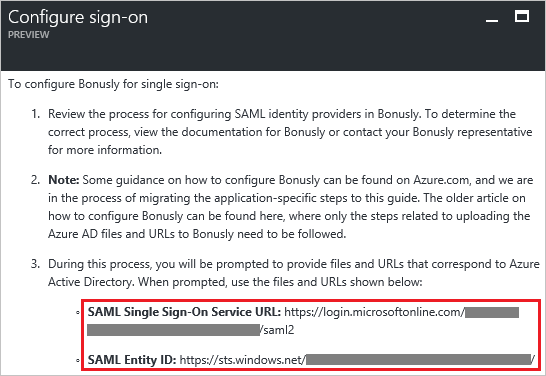 Configure sign-on
PREVIEW
To configure Bonusly for single sign-on:
1. Review the process for configuring SAML identity providers in Bonusly. To determine the
correct process, view the documentation for Bonusly or contact your Bonusly representative
for more information.
2. Note: Some guidance on how to configure Bonusly can be found on Azure.com, and we are
in the process of migrating the application-specific steps to this guide. The older article on
how to configure Bonusly can be found here, where only the steps related to uploading the
Azure AD files and URLs to Bonusly need to be followed.
3. During this process, you will be prompted to provide files and URLs that correspond to Azure
Active Directory. When prompted, use the files and URLs shown below:
◦ SAML Single Sign-On Service URL: https://login.microsoftonline.com/
/saml2
◦ SAML Entity ID: https://sts.windows.net/ /